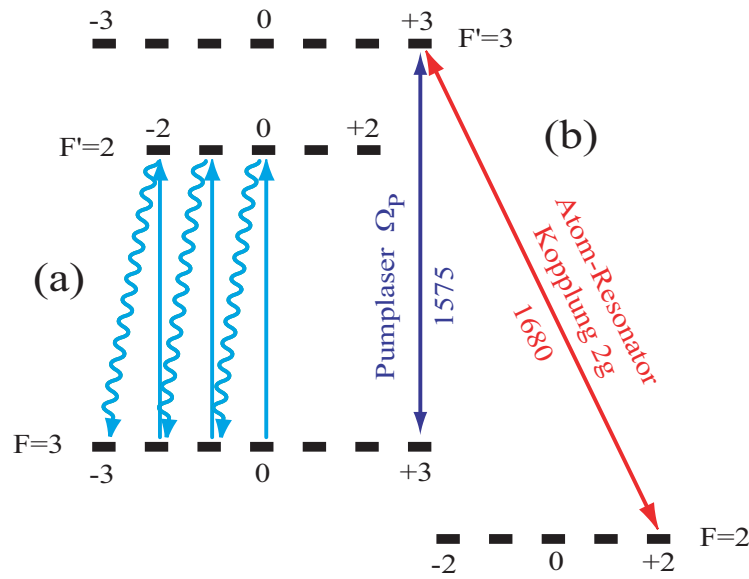 -3 0 +3
F'=3
-2 0 +2
F'=2
(b)
(a)
Pumplaser Ω_P
1575
Atom-Resonator
Kopplung 2g
1680
F=3
-3 0 +3
F=2
-2 0 +2